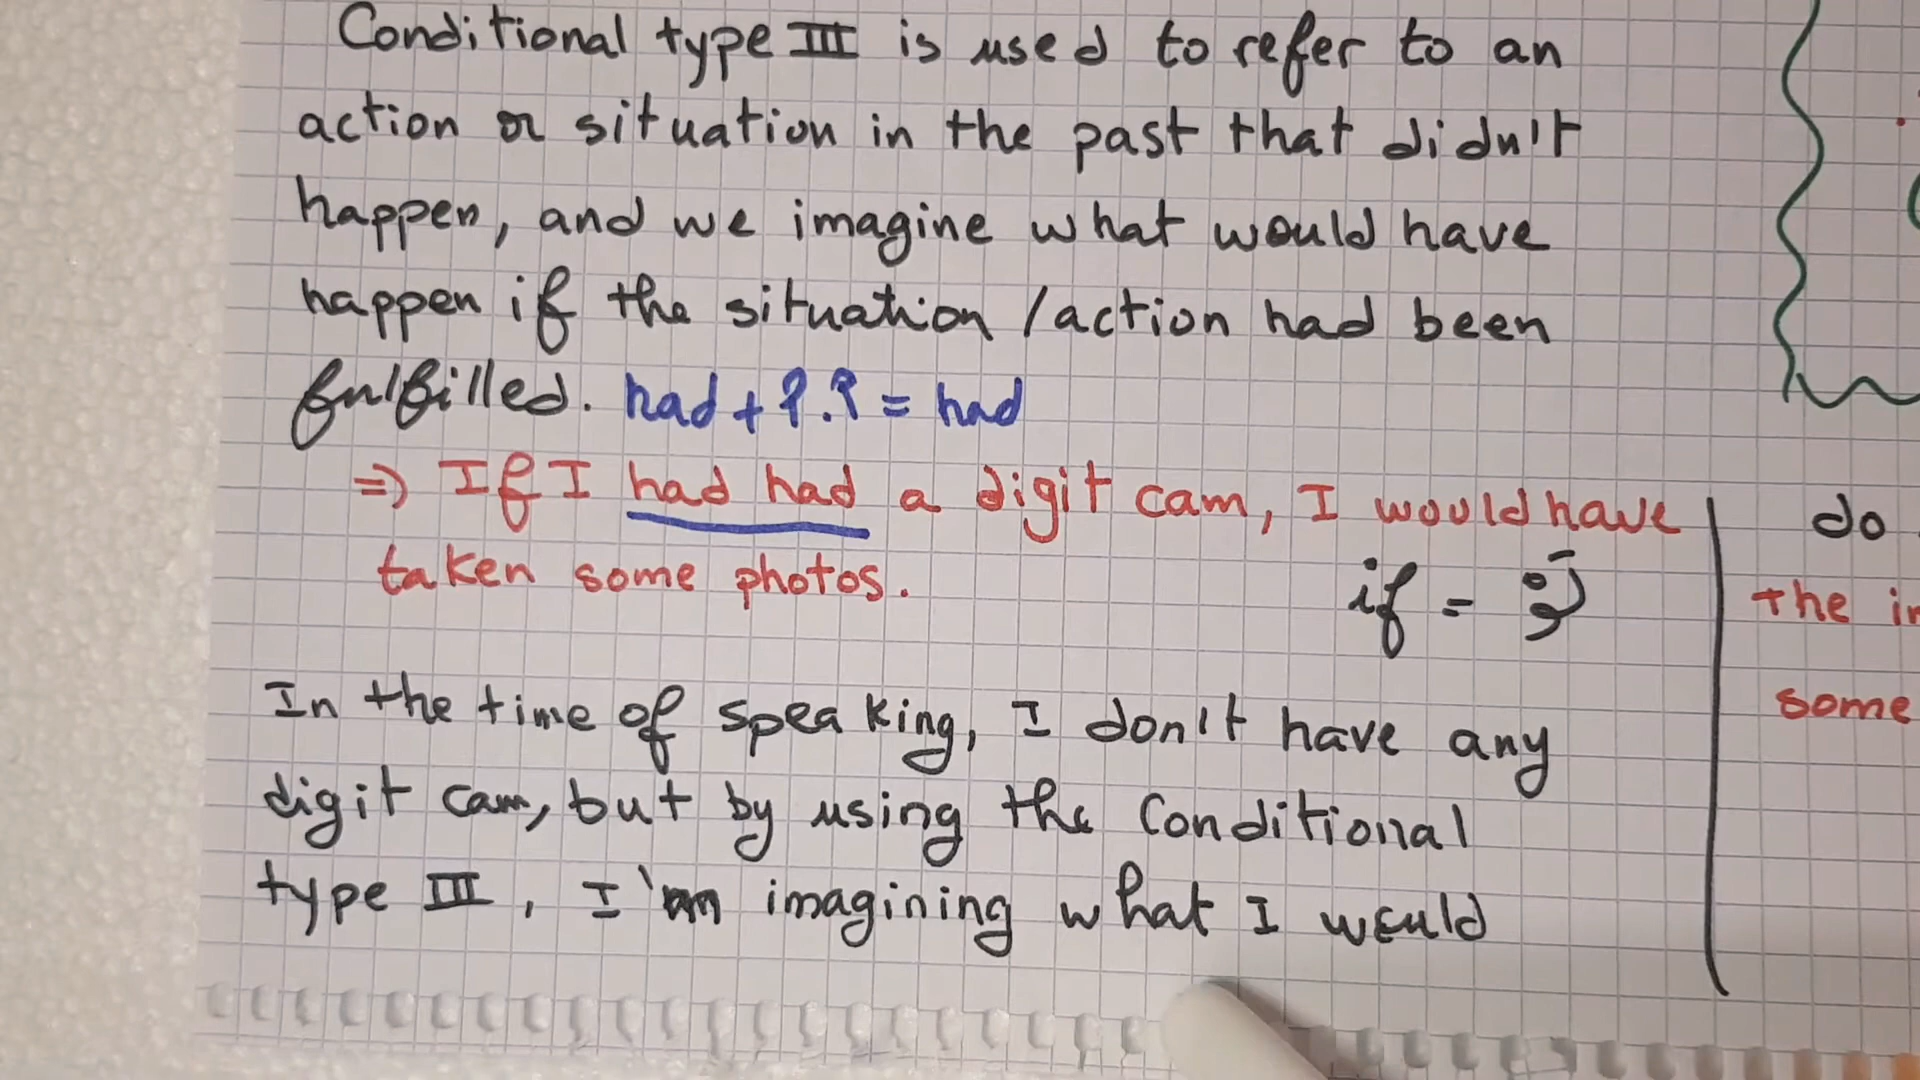 Conditional type III is used to refer to an
action or situation in the past that didn't
happen, and we imagine what would have
happen if the situation / action had been
fulfilled. had + P.P = had
=> If I had had a digit cam, I would have
taken some photos.
if =
In the time of speaking, I don't have any
digit cam, but by using the Conditional
type III, I'm imagining what I would
do
the
some